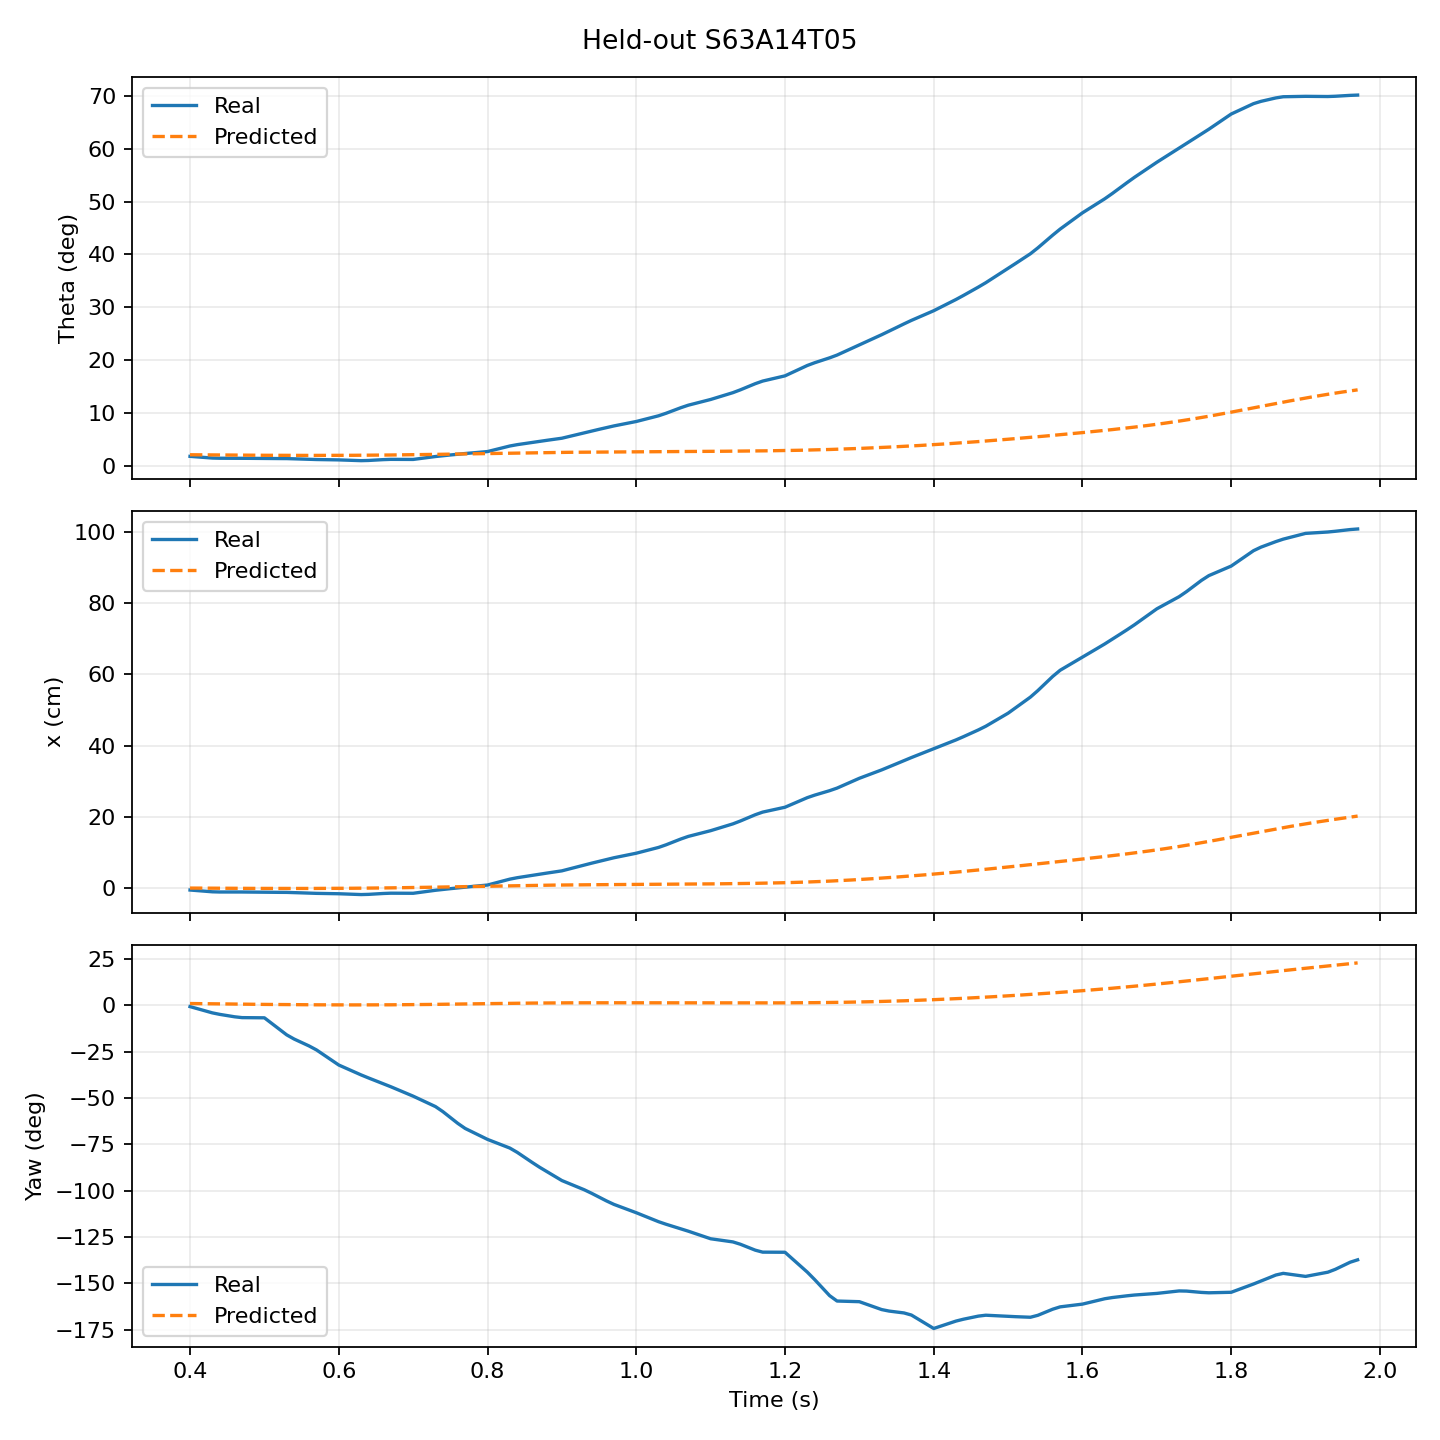 Held-out S63A14T05
70
60
50
40
30
20
10
0
Theta (deg)
Real
Predicted
100
80
60
40
20
0
x (cm)
Real
Predicted
25
0
−25
−50
−75
−100
−125
−150
−175
Yaw (deg)
Real
Predicted
0.4 0.6 0.8 1.0 1.2 1.4 1.6 1.8 2.0
Time (s)